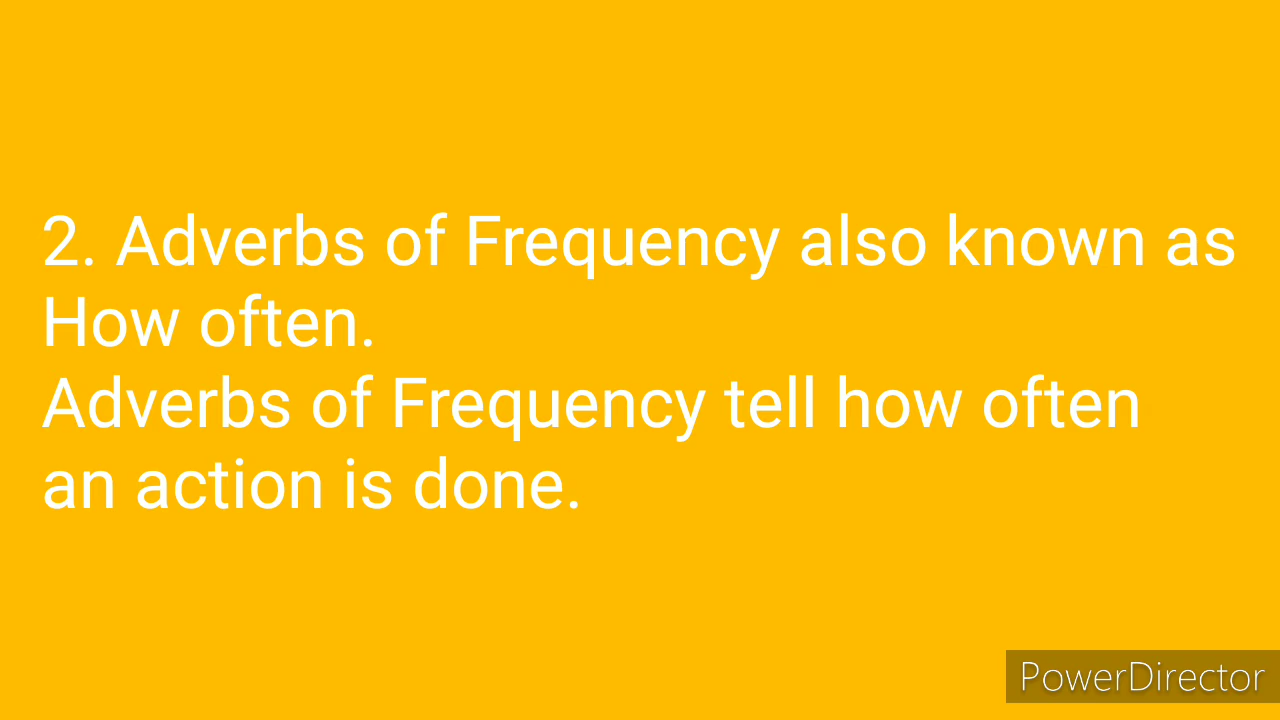 2. Adverbs of Frequency also known as
How often.
Adverbs of Frequency tell how often
an action is done.
PowerDirector